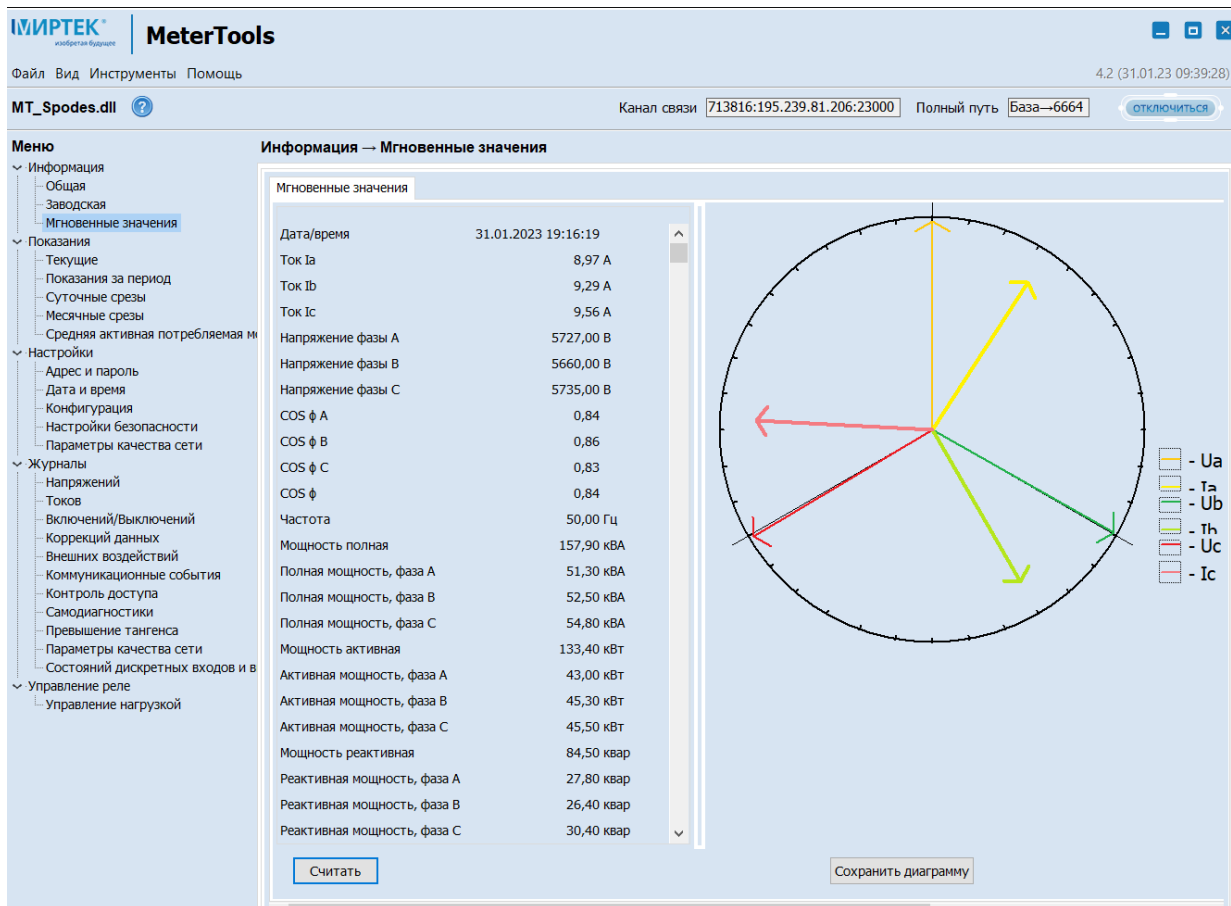 МИРТЕК®
изобретая будущее
MeterTools
Файл Вид Инструменты Помощь
4.2 (31.01.23 09:39:28)
MT_Spodes.dll ?
Канал связи 713816:195.239.81.206:23000 Полный путь База→6664 отключиться
Меню
Информация
Общая
Заводская
Мгновенные значения
Показания
Текущие
Показания за период
Суточные срезы
Месячные срезы
Средняя активная потребляемая
Настройки
Адрес и пароль
Дата и время
Конфигурация
Настройки безопасности
Параметры качества сети
Журналы
Напряжений
Токов
Включений/Выключений
Коррекций данных
Внешних воздействий
Коммуникационные события
Контроль доступа
Самодиагностики
Превышение тангенса
Параметры качества сети
Состояний дискретных входов и в
Управление реле
Управление нагрузкой
Информация → Мгновенные значения
Мгновенные значения
Дата/время 31.01.2023 19:16:19
Ток Ia 8,97 А
Ток Ib 9,29 А
Ток Ic 9,56 А
Напряжение фазы А 5727,00 В
Напряжение фазы В 5660,00 В
Напряжение фазы С 5735,00 В
COS ϕ A 0,84
COS ϕ B 0,86
COS ϕ C 0,83
COS ϕ 0,84
Частота 50,00 Гц
Мощность полная 157,90 кВА
Полная мощность, фаза А 51,30 кВА
Полная мощность, фаза В 52,50 кВА
Полная мощность, фаза С 54,80 кВА
Мощность активная 133,40 кВт
Активная мощность, фаза А 43,00 кВт
Активная мощность, фаза В 45,30 кВт
Активная мощность, фаза С 45,50 кВт
Мощность реактивная 84,50 квар
Реактивная мощность, фаза А 27,80 квар
Реактивная мощность, фаза В 26,40 квар
Реактивная мощность, фаза С 30,40 квар
Считать
- Ua
- Ia
- Ub
- Ib
- Uc
- Ic
Сохранить диаграмму